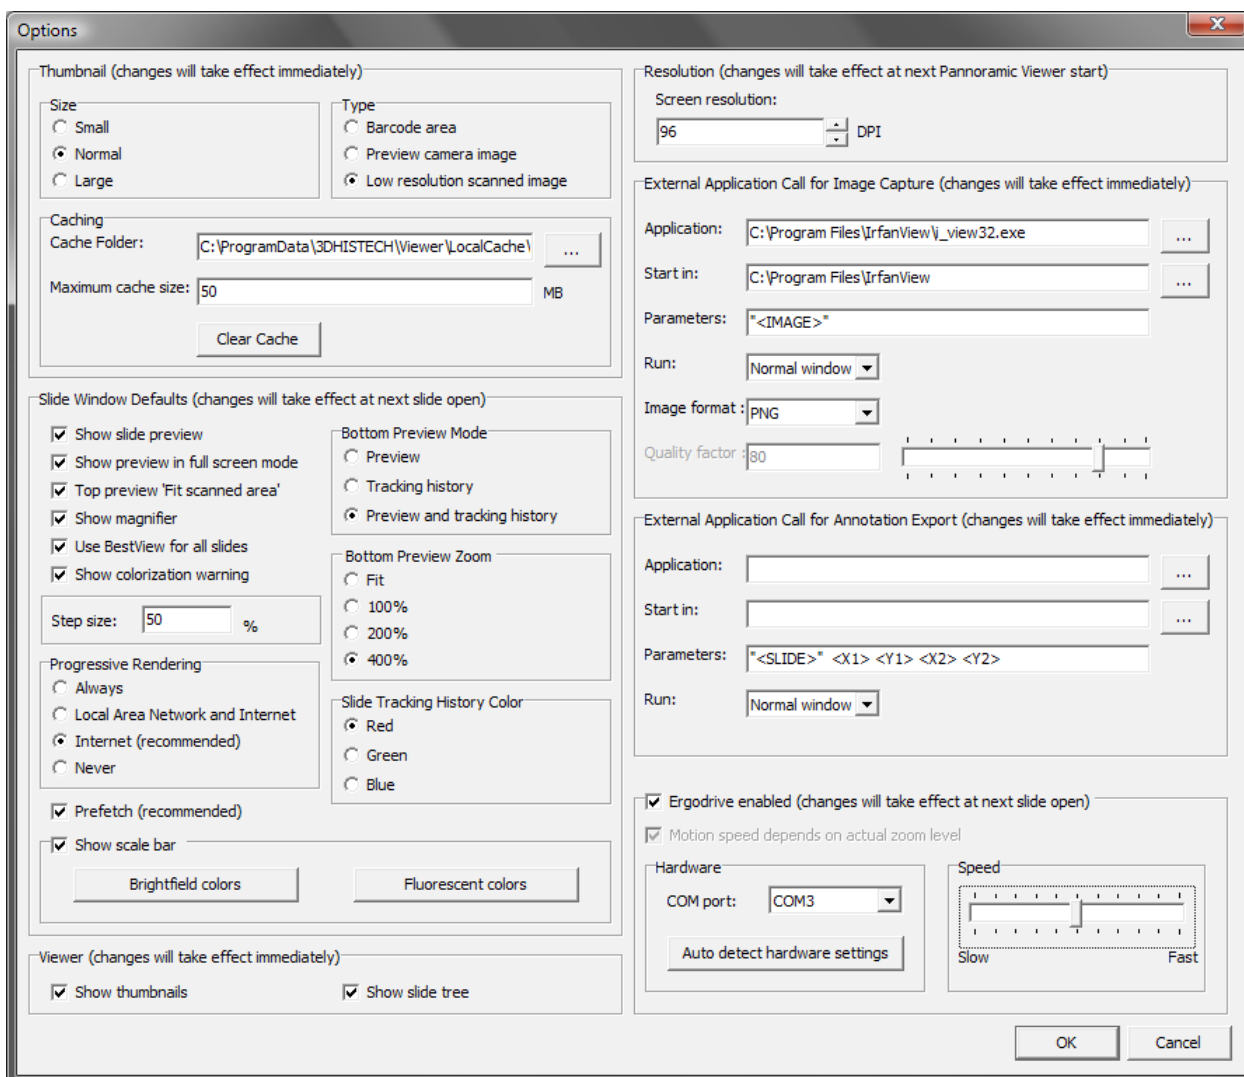 Options
Thumbnail (changes will take effect immediately)
Size
Small
Normal
Large
Type
Barcode area
Preview camera image
Low resolution scanned image
Caching
Cache Folder: C:\ProgramData\3DHISTECH\Viewer\LocalCache\ ...
Maximum cache size: 50 MB
Clear Cache
Slide Window Defaults (changes will take effect at next slide open)
Show slide preview
Show preview in full screen mode
Top preview 'Fit scanned area'
Show magnifier
Use BestView for all slides
Show colorization warning
Step size: 50 %
Progressive Rendering
Always
Local Area Network and Internet
Internet (recommended)
Never
Prefetch (recommended)
Bottom Preview Mode
Preview
Tracking history
Preview and tracking history
Bottom Preview Zoom
Fit
100%
200%
400%
Slide Tracking History Color
Red
Green
Blue
Show scale bar
Brightfield colors Fluorescent colors
Viewer (changes will take effect immediately)
Show thumbnails Show slide tree
Resolution (changes will take effect at next Pannoramic Viewer start)
Screen resolution:
96 DPI
External Application Call for Image Capture (changes will take effect immediately)
Application: C:\Program Files\IrfanView\i_view32.exe ...
Start in: C:\Program Files\IrfanView ...
Parameters: "<IMAGE>"
Run: Normal window
Image format : PNG
Quality factor : 80
External Application Call for Annotation Export (changes will take effect immediately)
Application: ...
Start in: ...
Parameters: "<SLIDE>" <X1> <Y1> <X2> <Y2>
Run: Normal window
Ergodrive enabled (changes will take effect at next slide open)
Motion speed depends on actual zoom level
Hardware
COM port: COM3
Auto detect hardware settings
Speed
Slow Fast
OK Cancel